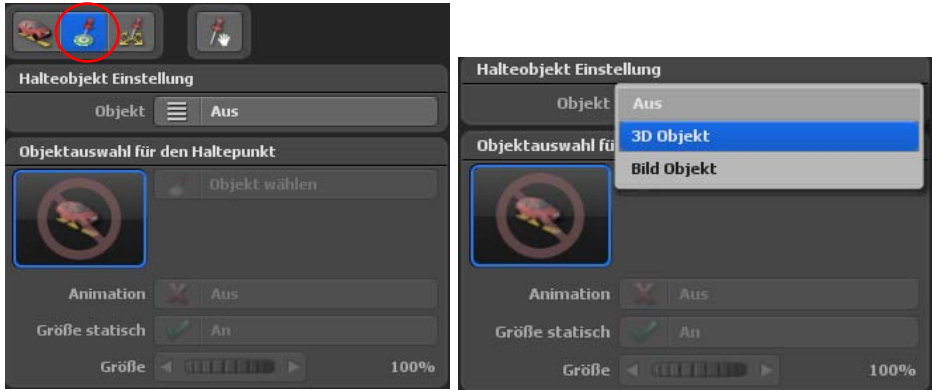 Halteobjekt Einstellung
Objekt Aus
Objektauswahl für den Haltepunkt
Objekt wählen
Animation Aus
Größe statisch An
Größe 100%
Halteobjekt Einstellung
Objekt Aus
3D Objekt
Objektauswahl fü
Bild Objekt
Animation Aus
Größe statisch An
Größe 100%